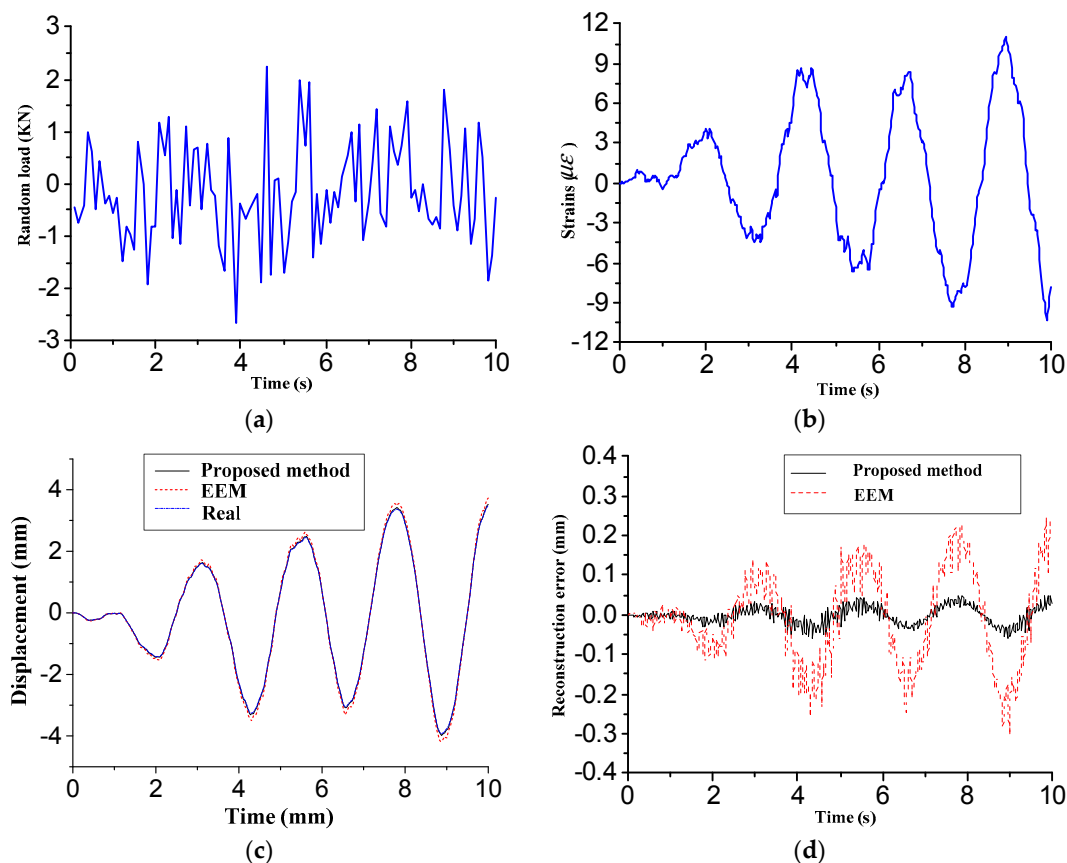 3
2
1
0
-1
-2
-3
0 2 4 6 8 10
Random load (KN)
Time (s)
(a)
12
9
6
3
0
-3
-6
-9
-12
0 2 4 6 8 10
Strains (με)
Time (s)
(b)
Proposed method
EEM
Real
4
2
0
-2
-4
0 2 4 6 8 10
Displacement (mm)
Time (mm)
(c)
Proposed method
EEM
0.4
0.3
0.2
0.1
0.0
-0.1
-0.2
-0.3
-0.4
0 2 4 6 8 10
Reconstruction error (mm)
Time (s)
(d)